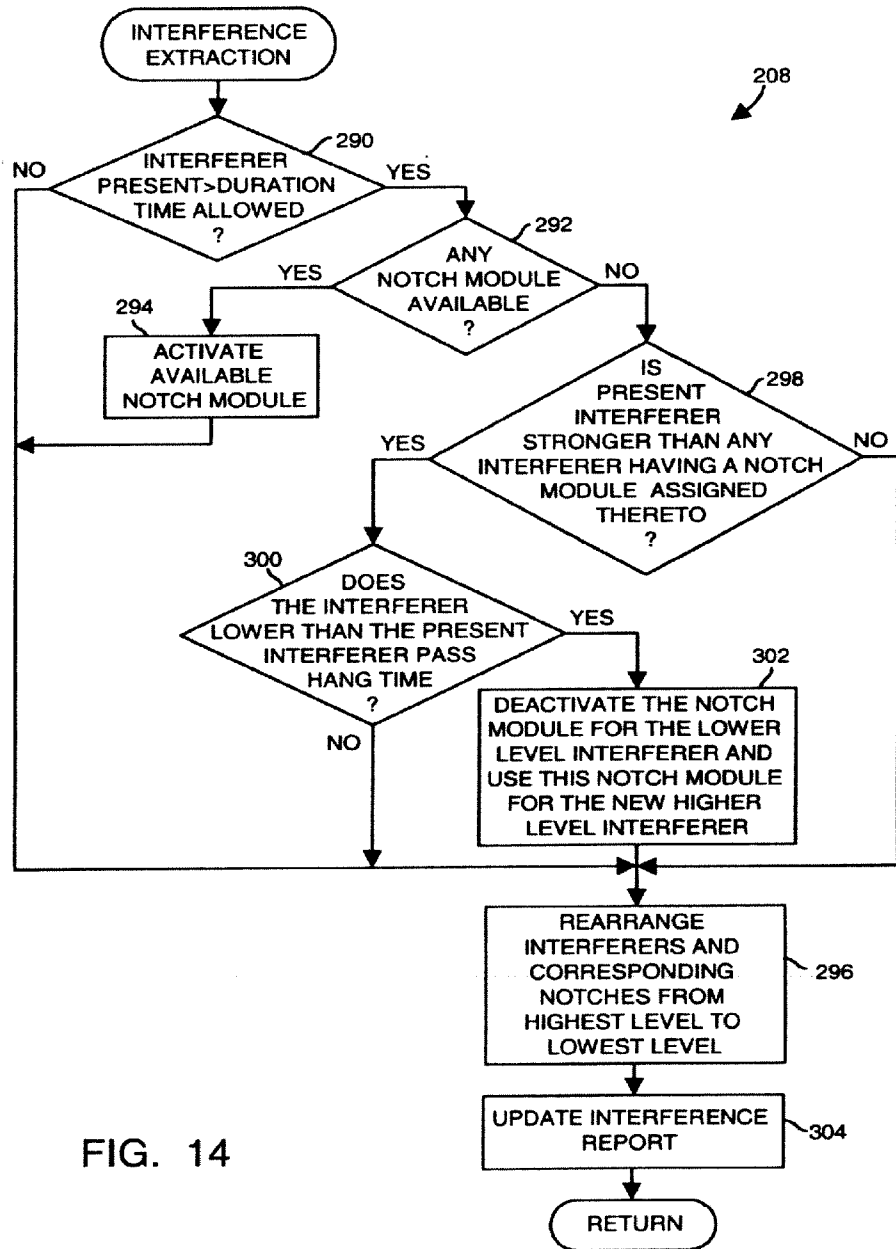 INTERFERENCE
EXTRACTION
208
290
NO
INTERFERER
PRESENT>DURATION
TIME ALLOWED
?
YES
292
YES
ANY
NOTCH MODULE
AVAILABLE
?
NO
294
ACTIVATE
AVAILABLE
NOTCH MODULE
298
YES
IS
PRESENT
INTERFERER
STRONGER THAN ANY
INTERFERER HAVING A NOTCH
MODULE ASSIGNED
THERETO
?
NO
300
DOES
THE INTERFERER
LOWER THAN THE PRESENT
INTERFERER PASS
HANG TIME
?
YES
NO
302
DEACTIVATE THE NOTCH
MODULE FOR THE LOWER
LEVEL INTERFERER AND
USE THIS NOTCH MODULE
FOR THE NEW HIGHER
LEVEL INTERFERER
REARRANGE
INTERFERERS AND
CORRESPONDING
NOTCHES FROM
HIGHEST LEVEL TO
LOWEST LEVEL
296
UPDATE INTERFERENCE
REPORT
304
RETURN
FIG. 14